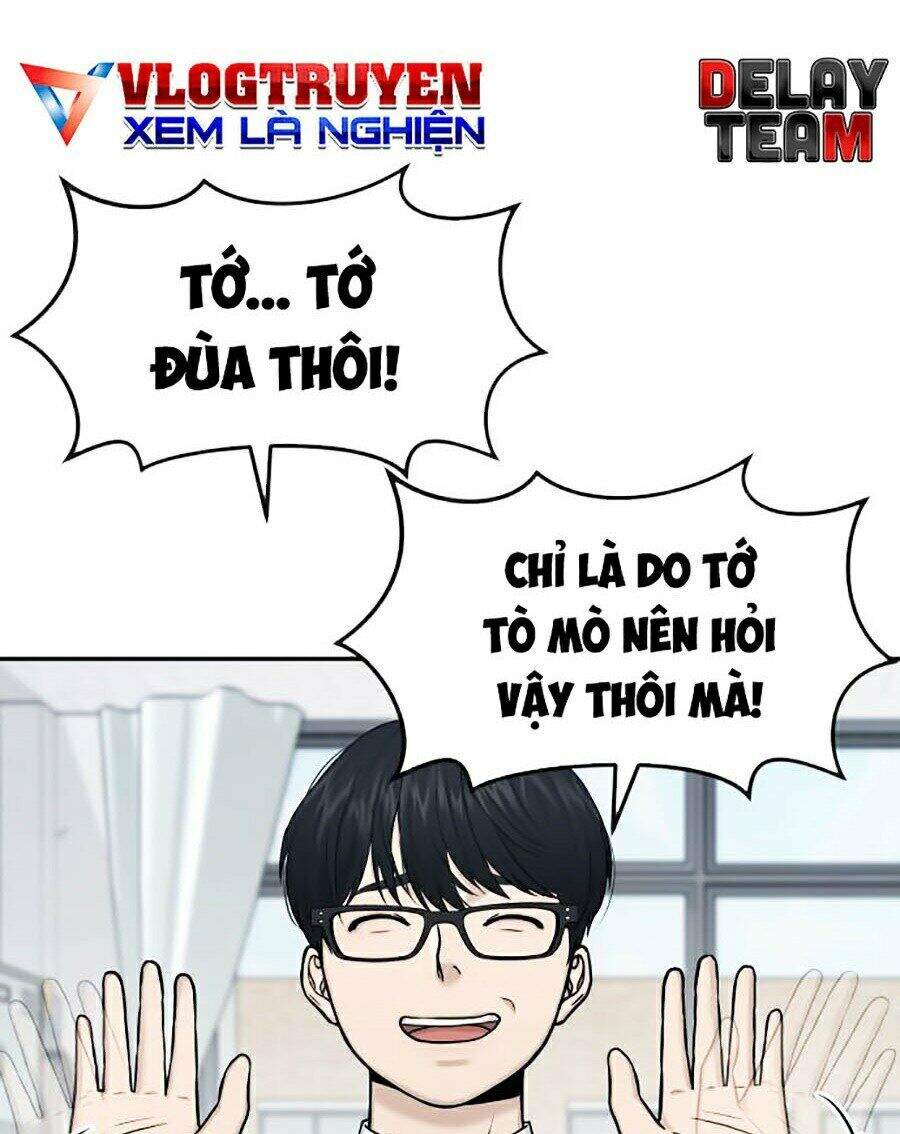 VLOGTRUYEN
XEM LÀ NGHIỆN
DELAY
TEAM
TỚ... TỚ
ĐÙA THÔI!
CHỈ LÀ DO TỚ
TÒ MÒ NÊN HỎI
VẬY THÔI MÀ!